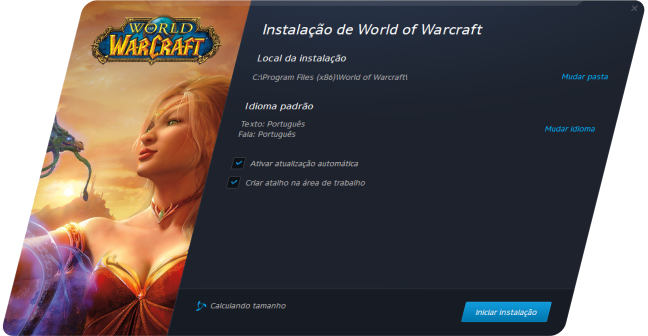 WORLD
OF
WARCRAFT
Instalação de World of Warcraft
Local da instalação
C:\Program Files (x86)\World of Warcraft\
Mudar pasta
Idioma padrão
Texto: Português
Fala: Português
Mudar idioma
Ativar atualização automática
Criar atalho na área de trabalho
Calculando tamanho
Iniciar instalação